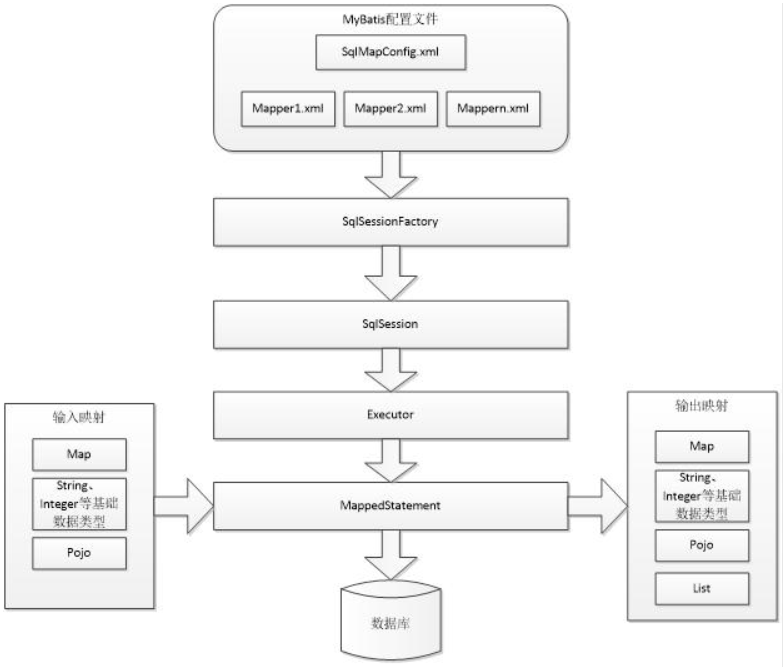 MyBatis配置文件
SqlMapConfig.xml
Mapper1.xml
Mapper2.xml
Mappern.xml
SqlSessionFactory
SqlSession
Executor
输入映射
Map
String、
Integer等基础
数据类型
Pojo
MappedStatement
输出映射
Map
String、
Integer等基础
数据类型
Pojo
List
数据库